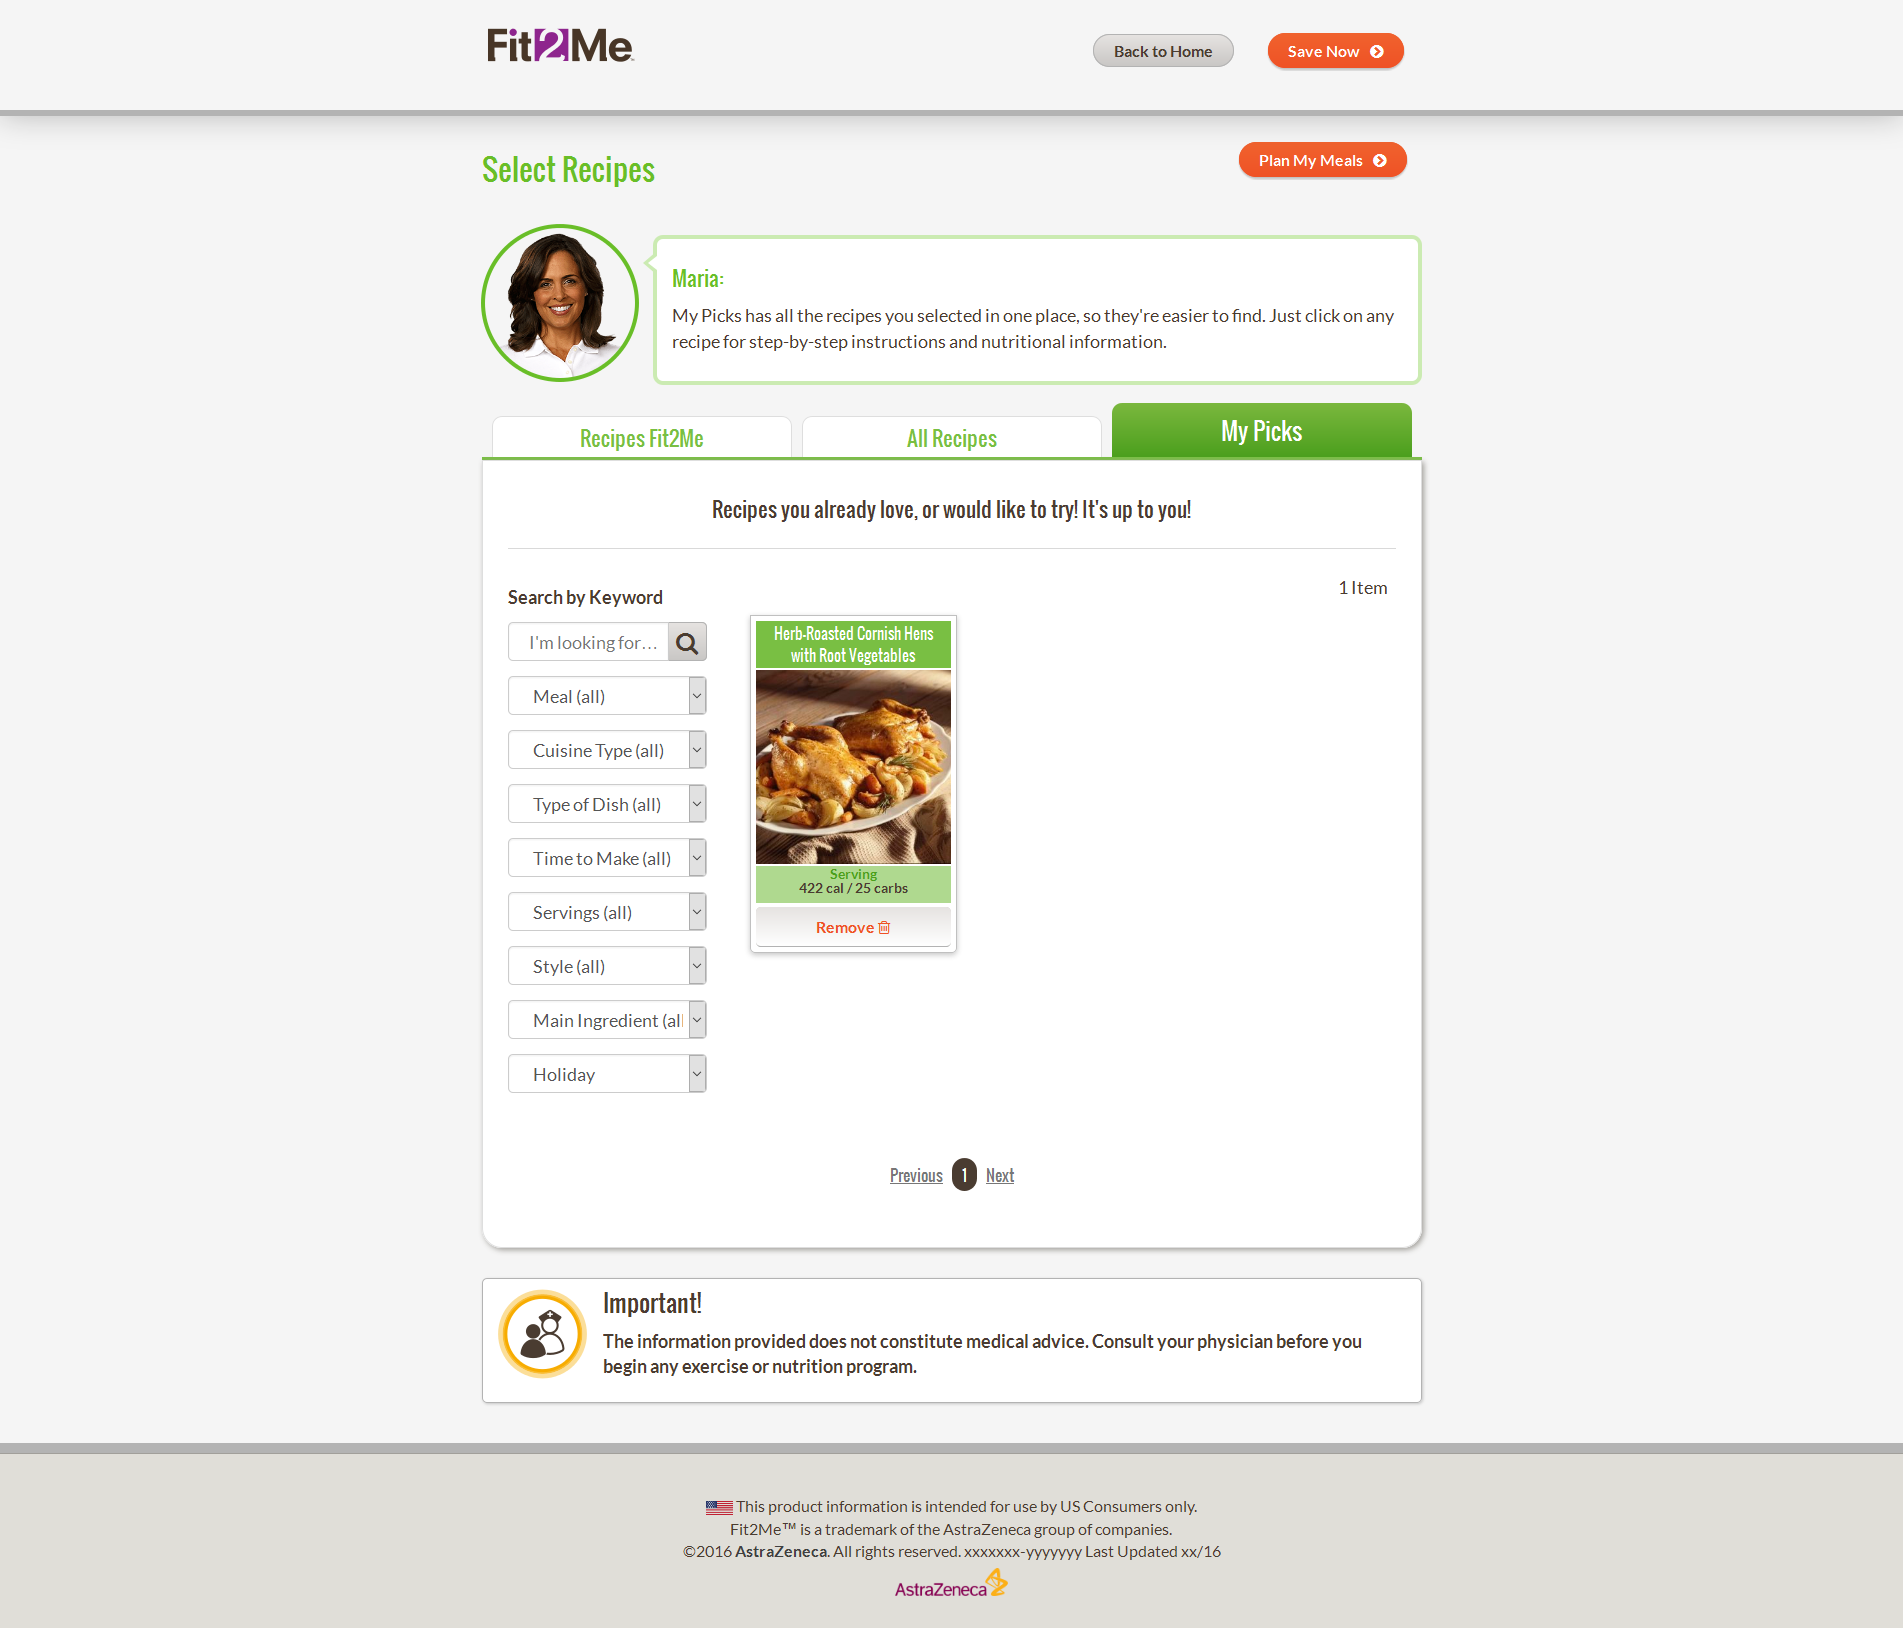 Fit2Me™
Back to Home
Save Now
Select Recipes
Plan My Meals
Maria:
My Picks has all the recipes you selected in one place, so they're easier to find. Just click on any
recipe for step-by-step instructions and nutritional information.
Recipes Fit2Me
All Recipes
My Picks
Recipes you already love, or would like to try! It's up to you!
1 Item
Search by Keyword
I'm looking for…
Meal (all)
Cuisine Type (all)
Type of Dish (all)
Time to Make (all)
Servings (all)
Style (all)
Main Ingredient (al
Holiday
Herb-Roasted Cornish Hens
with Root Vegetables
Serving
422 cal / 25 carbs
Remove
Previous 1 Next
Important!
The information provided does not constitute medical advice. Consult your physician before you
begin any exercise or nutrition program.
This product information is intended for use by US Consumers only.
Fit2Me™ is a trademark of the AstraZeneca group of companies.
©2016 AstraZeneca. All rights reserved. xxxxxxx-yyyyyyy Last Updated xx/16
AstraZeneca